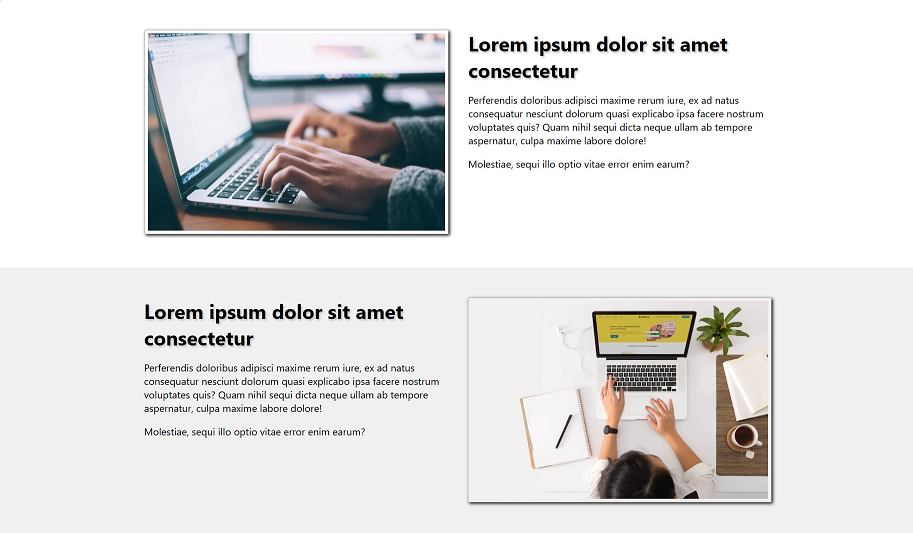 Lorem ipsum dolor sit amet
consectetur
Perferendis doloribus adipisci maxime rerum iure, ex ad natus
consequatur nesciunt dolorum quasi explicabo ipsa facere nostrum
voluptates quis? Quam nihil sequi dicta neque ullam ab tempore
aspernatur, culpa maxime labore dolore!
Molestiae, sequi illo optio vitae error enim earum?
Lorem ipsum dolor sit amet
consectetur
Perferendis doloribus adipisci maxime rerum iure, ex ad natus
consequatur nesciunt dolorum quasi explicabo ipsa facere nostrum
voluptates quis? Quam nihil sequi dicta neque ullam ab tempore
aspernatur, culpa maxime labore dolore!
Molestiae, sequi illo optio vitae error enim earum?